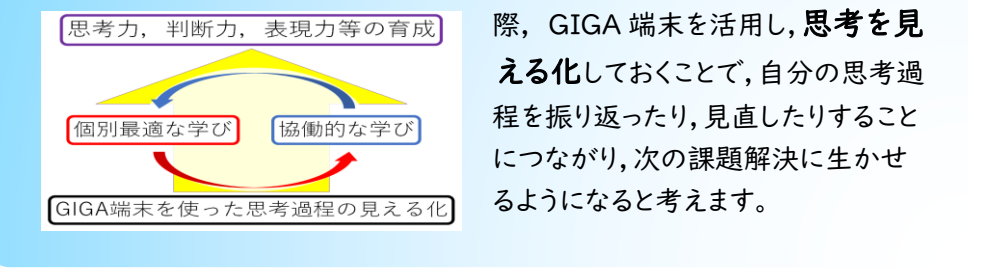 思考力，判断力，表現力等の育成
個別最適な学び
協働的な学び
GIGA端末を使った思考過程の見える化
際，GIGA 端末を活用し,思考を見
える化しておくことで,自分の思考過
程を振り返ったり,見直したりすること
につながり,次の課題解決に生かせ
るようになると考えます。